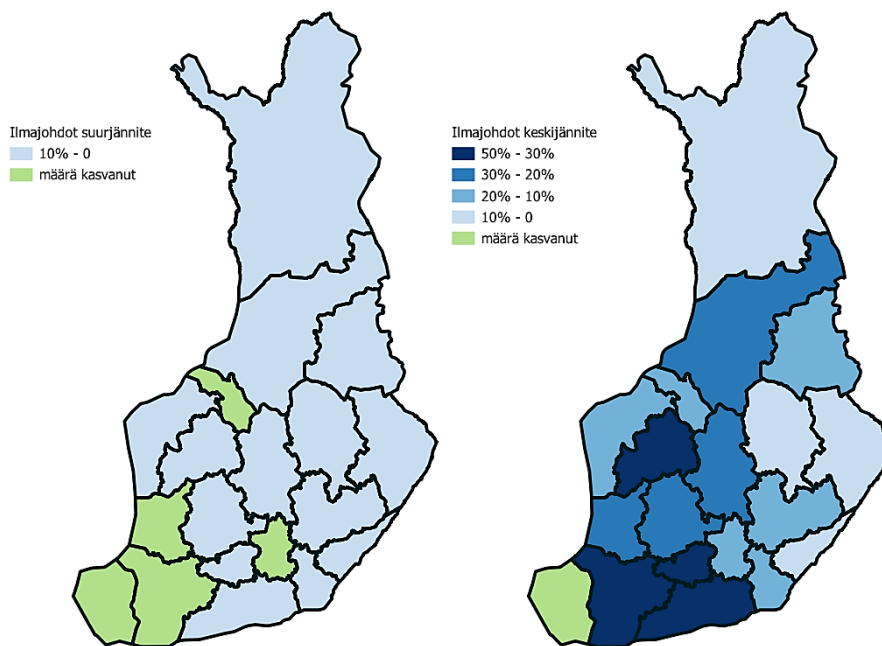 Ilmajohdot suurjännite
10% - 0
määrä kasvanut
Ilmajohdot keskijännite
50% - 30%
30% - 20%
20% - 10%
10% - 0
määrä kasvanut